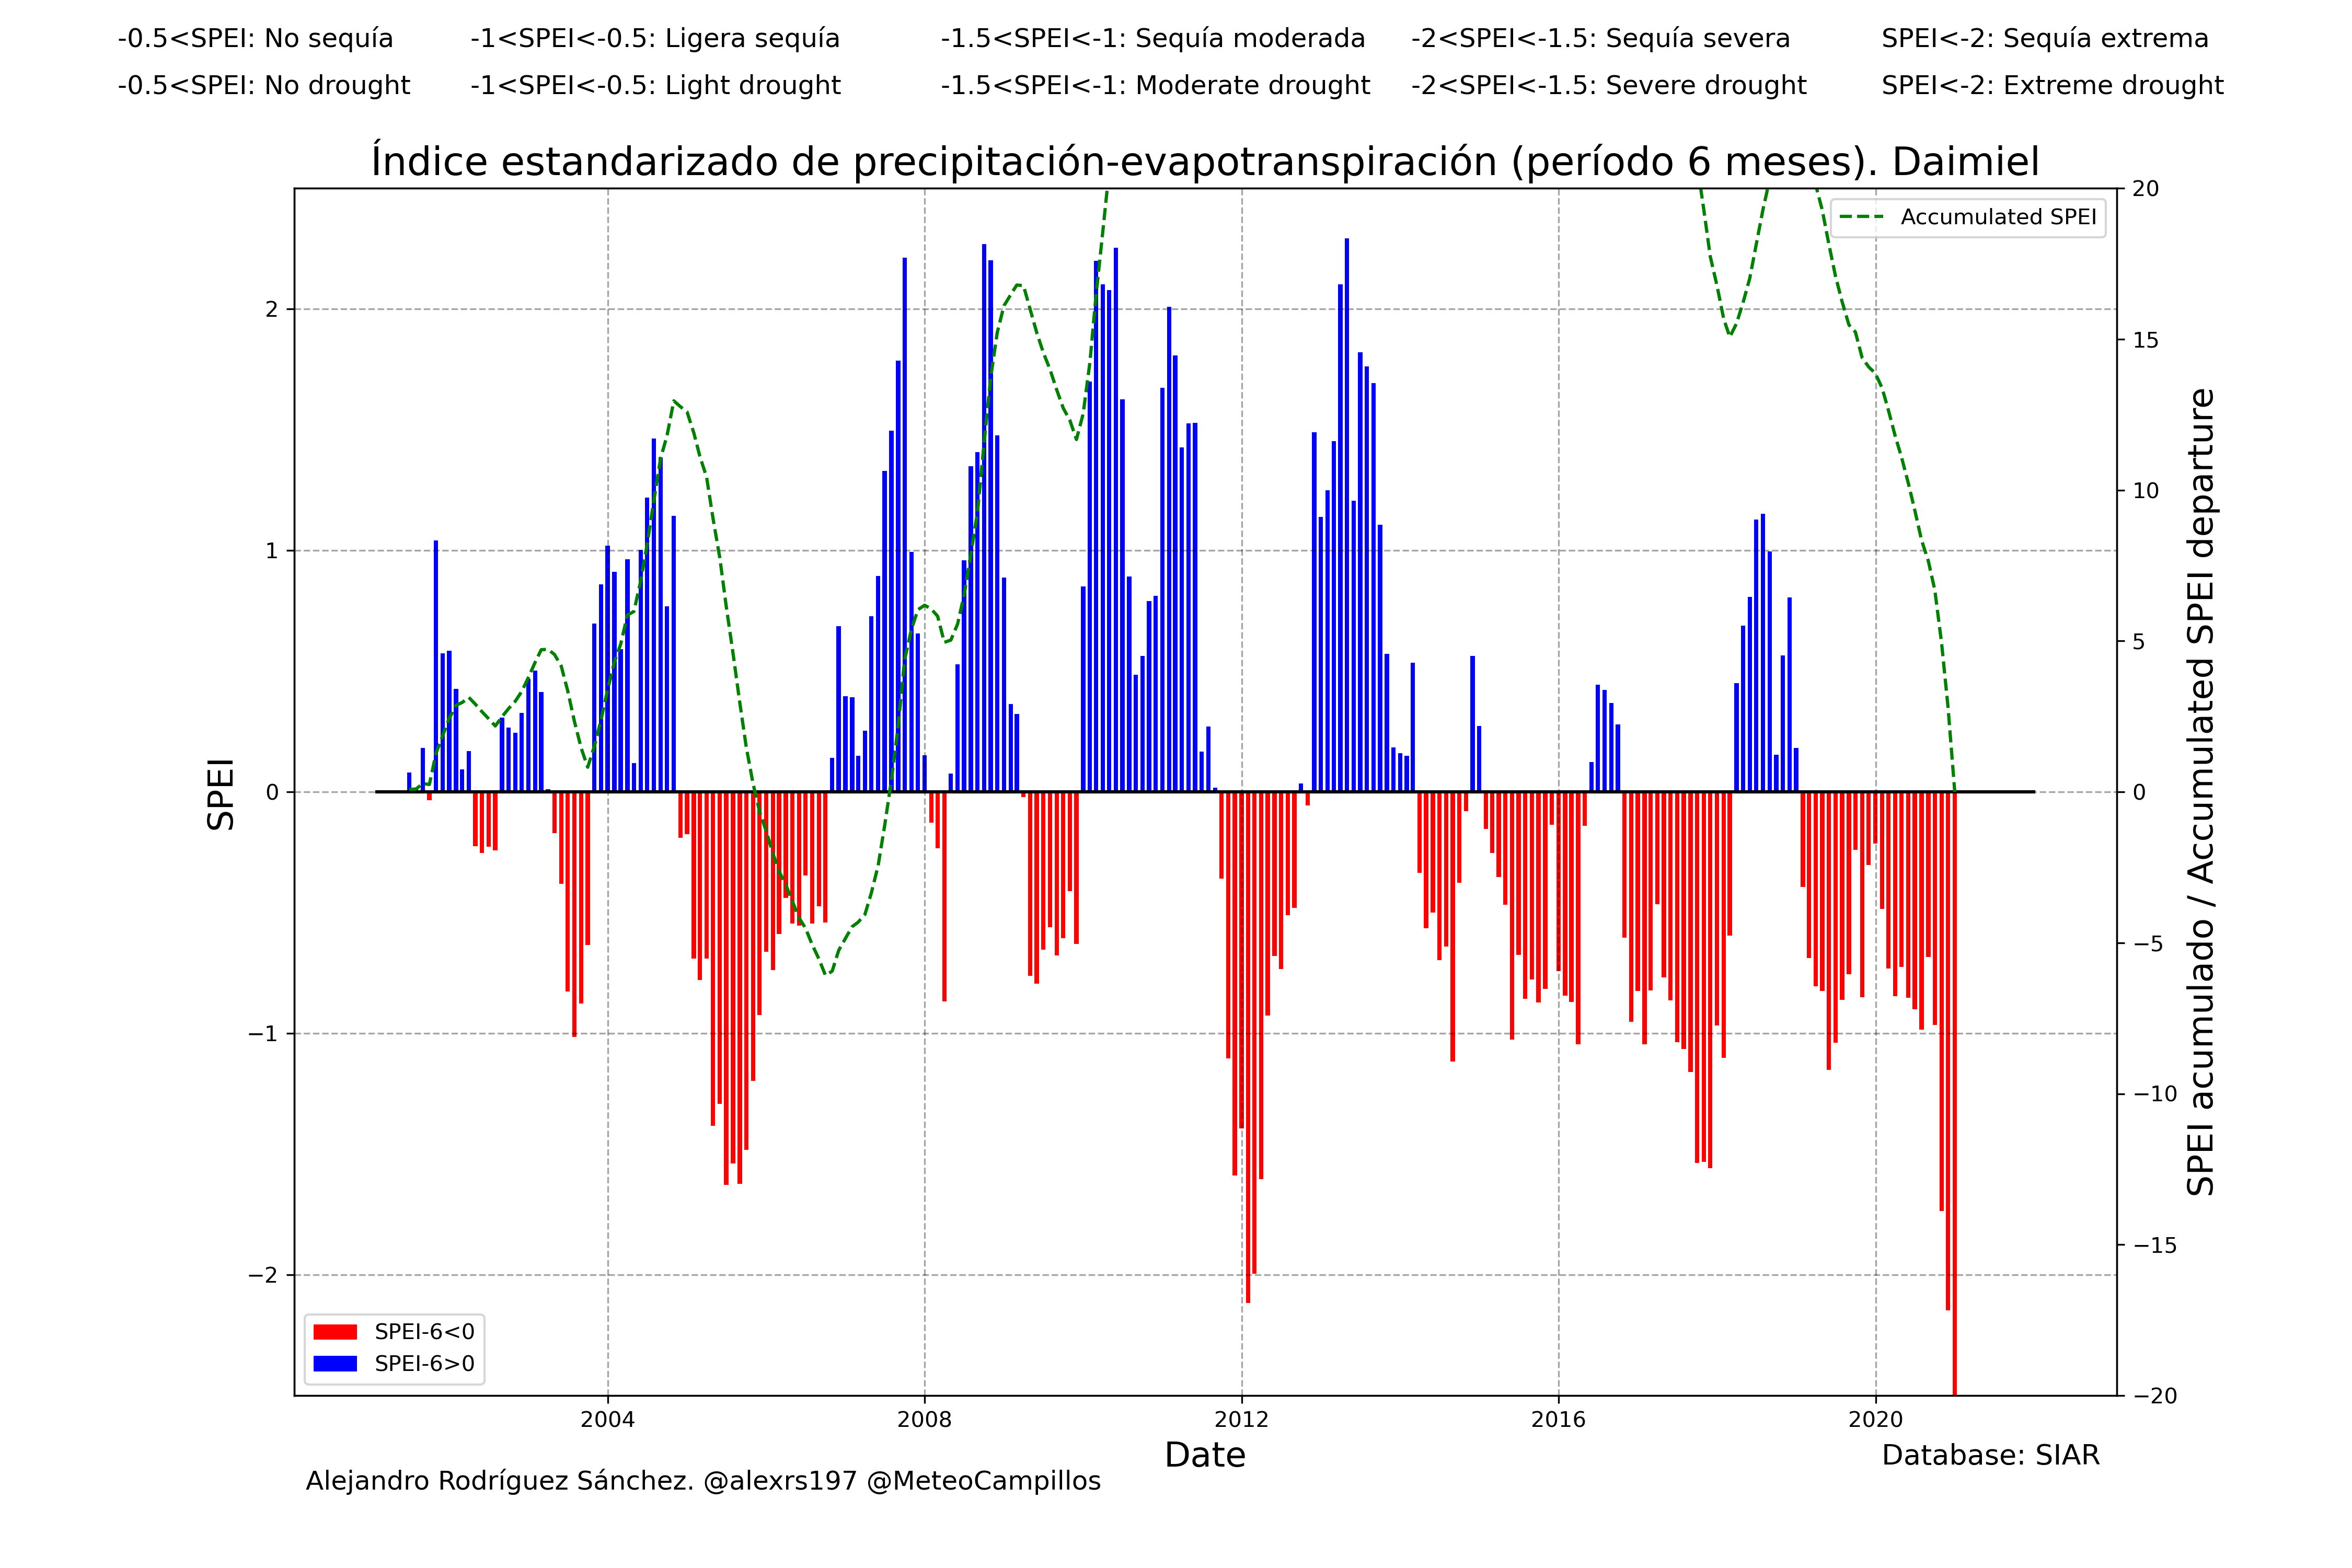 -0.5<SPEI: No sequía -1<SPEI<-0.5: Ligera sequía -1.5<SPEI<-1: Sequía moderada -2<SPEI<-1.5: Sequía severa SPEI<-2: Sequía extrema
-0.5<SPEI: No drought -1<SPEI<-0.5: Light drought -1.5<SPEI<-1: Moderate drought -2<SPEI<-1.5: Severe drought SPEI<-2: Extreme drought
Índice estandarizado de precipitación-evapotranspiración (período 6 meses). Daimiel
Accumulated SPEI
2
1
0
−1
−2
SPEI
20
15
10
5
0
−5
−10
−15
−20
SPEI acumulado / Accumulated SPEI departure
SPEI-6<0
SPEI-6>0
2004 2008 2012 2016 2020
Date
Database: SIAR
Alejandro Rodríguez Sánchez. @alexrs197 @MeteoCampillos